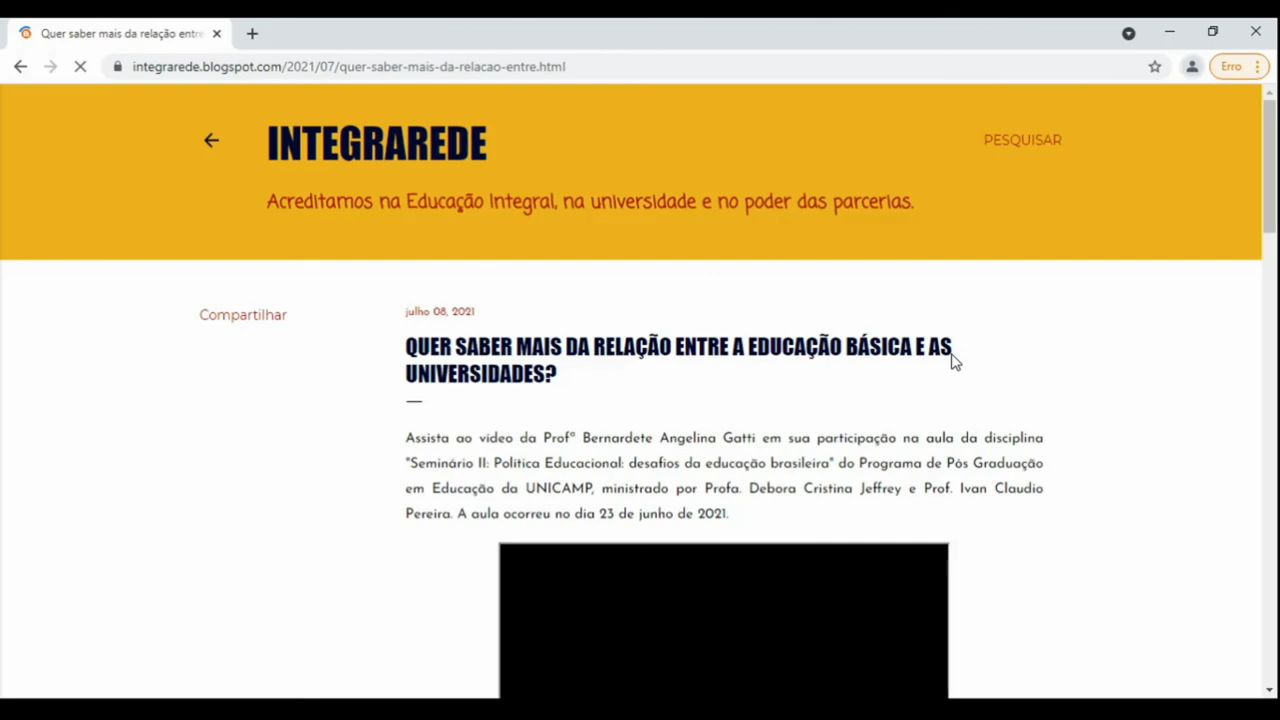 Quer saber mais da relação entre
integrarede.blogspot.com/2021/07/quer-saber-mais-da-relacao-entre.html
Erro
INTEGRAREDE
PESQUISAR
Acreditamos na Educação Integral, na universidade e no poder das parcerias.
Compartilhar
julho 08, 2021
QUER SABER MAIS DA RELAÇÃO ENTRE A EDUCAÇÃO BÁSICA E AS
UNIVERSIDADES?
Assista ao vídeo da Profª Bernardete Angelina Gatti em sua participação na aula da disciplina
"Seminário II: Política Educacional: desafios da educação brasileira" do Programa de Pós Graduação
em Educação da UNICAMP, ministrado por Profa. Debora Cristina Jeffrey e Prof. Ivan Claudio
Pereira. A aula ocorreu no dia 23 de junho de 2021.